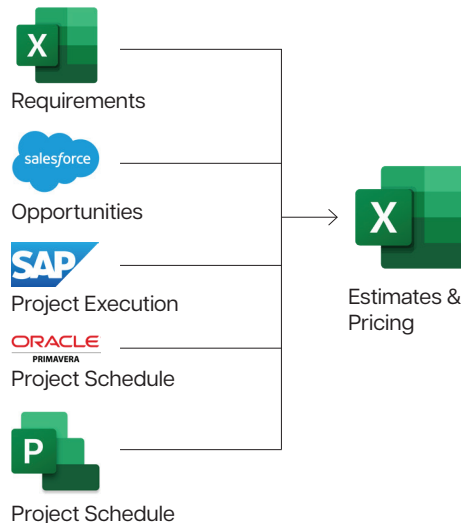 X
Requirements
salesforce
Opportunities
SAP
Project Execution
ORACLE
PRIMAVERA
Project Schedule
P
Project Schedule
X
Estimates &
Pricing